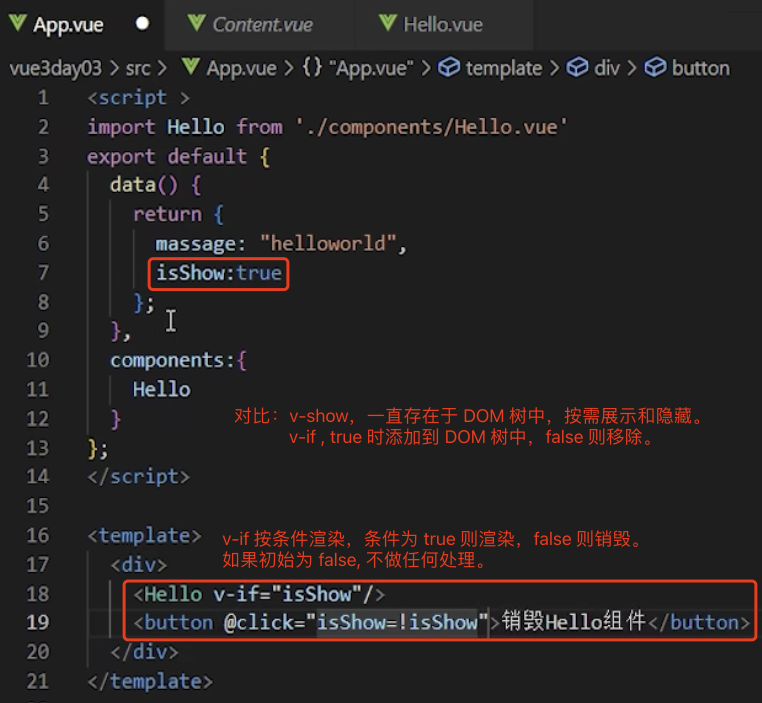 App.vue Content.vue Hello.vue
vue3day03 > src > App.vue > {} "App.vue" > template > div > button
1 <script >
2 import Hello from './components/Hello.vue'
3 export default {
4 data() {
5 return {
6 massage: "helloworld",
7 isShow:true
8 };
9 },
10 components:{
11 Hello
对比：v-show，一直存在于 DOM 树中，按需展示和隐藏。
12 }
v-if , true 时添加到 DOM 树中，false 则移除。
13 };
14 </script>
15
16 <template>
v-if 按条件渲染，条件为 true 则渲染，false 则销毁。
17 <div>
如果初始为 false, 不做任何处理。
18 <Hello v-if="isShow"/>
19 <button @click="isShow=!isShow">销毁Hello组件</button>
20 </div>
21 </template>